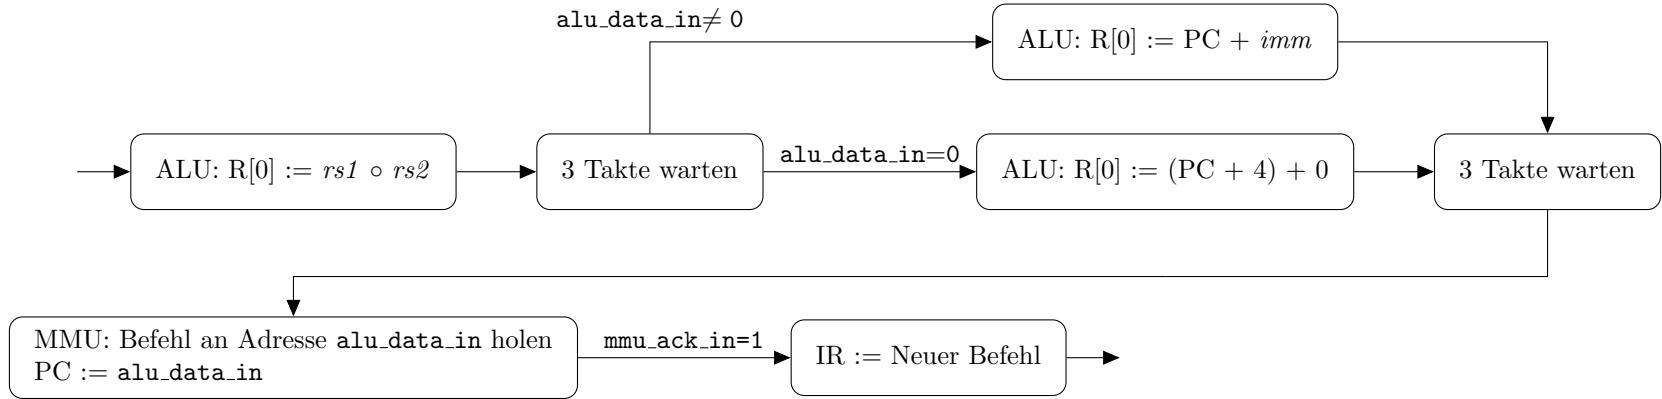 alu_data_in≠ 0
ALU: R[0] := PC + imm
ALU: R[0] := rs1 ∘ rs2
3 Takte warten
alu_data_in=0
ALU: R[0] := (PC + 4) + 0
3 Takte warten
MMU: Befehl an Adresse alu_data_in holen
PC := alu_data_in
mmu_ack_in=1
IR := Neuer Befehl